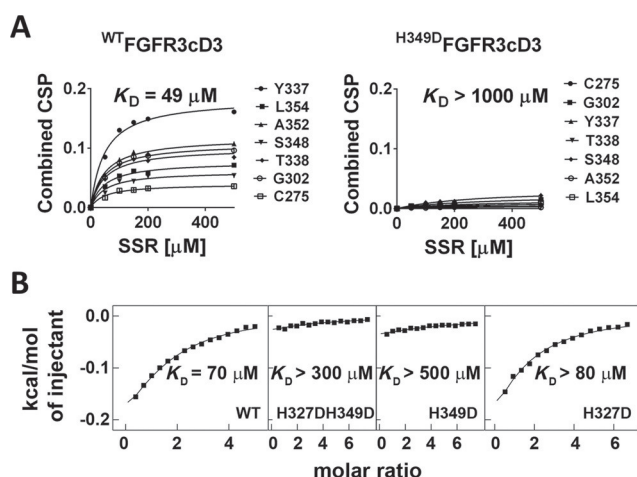 A
WTFGFR3cD3
H349DFGFR3cD3
Combined CSP
0.2
0.1
0.0
KD = 49 μM
0 200 400
SSR [μM]
Y337
L354
A352
S348
T338
G302
C275
Combined CSP
0.2
0.1
0.0
KD > 1000 μM
0 200 400
SSR [μM]
C275
G302
Y337
T338
S348
A352
L354
B
kcal/mol
of injectant
0.0
-0.1
-0.2
KD = 70 μM
WT
KD > 300 μM
H327DH349D
KD > 500 μM
H349D
KD > 80 μM
H327D
0 2 4
0 2 4 6
0 2 4 6
0 2 4 6
molar ratio